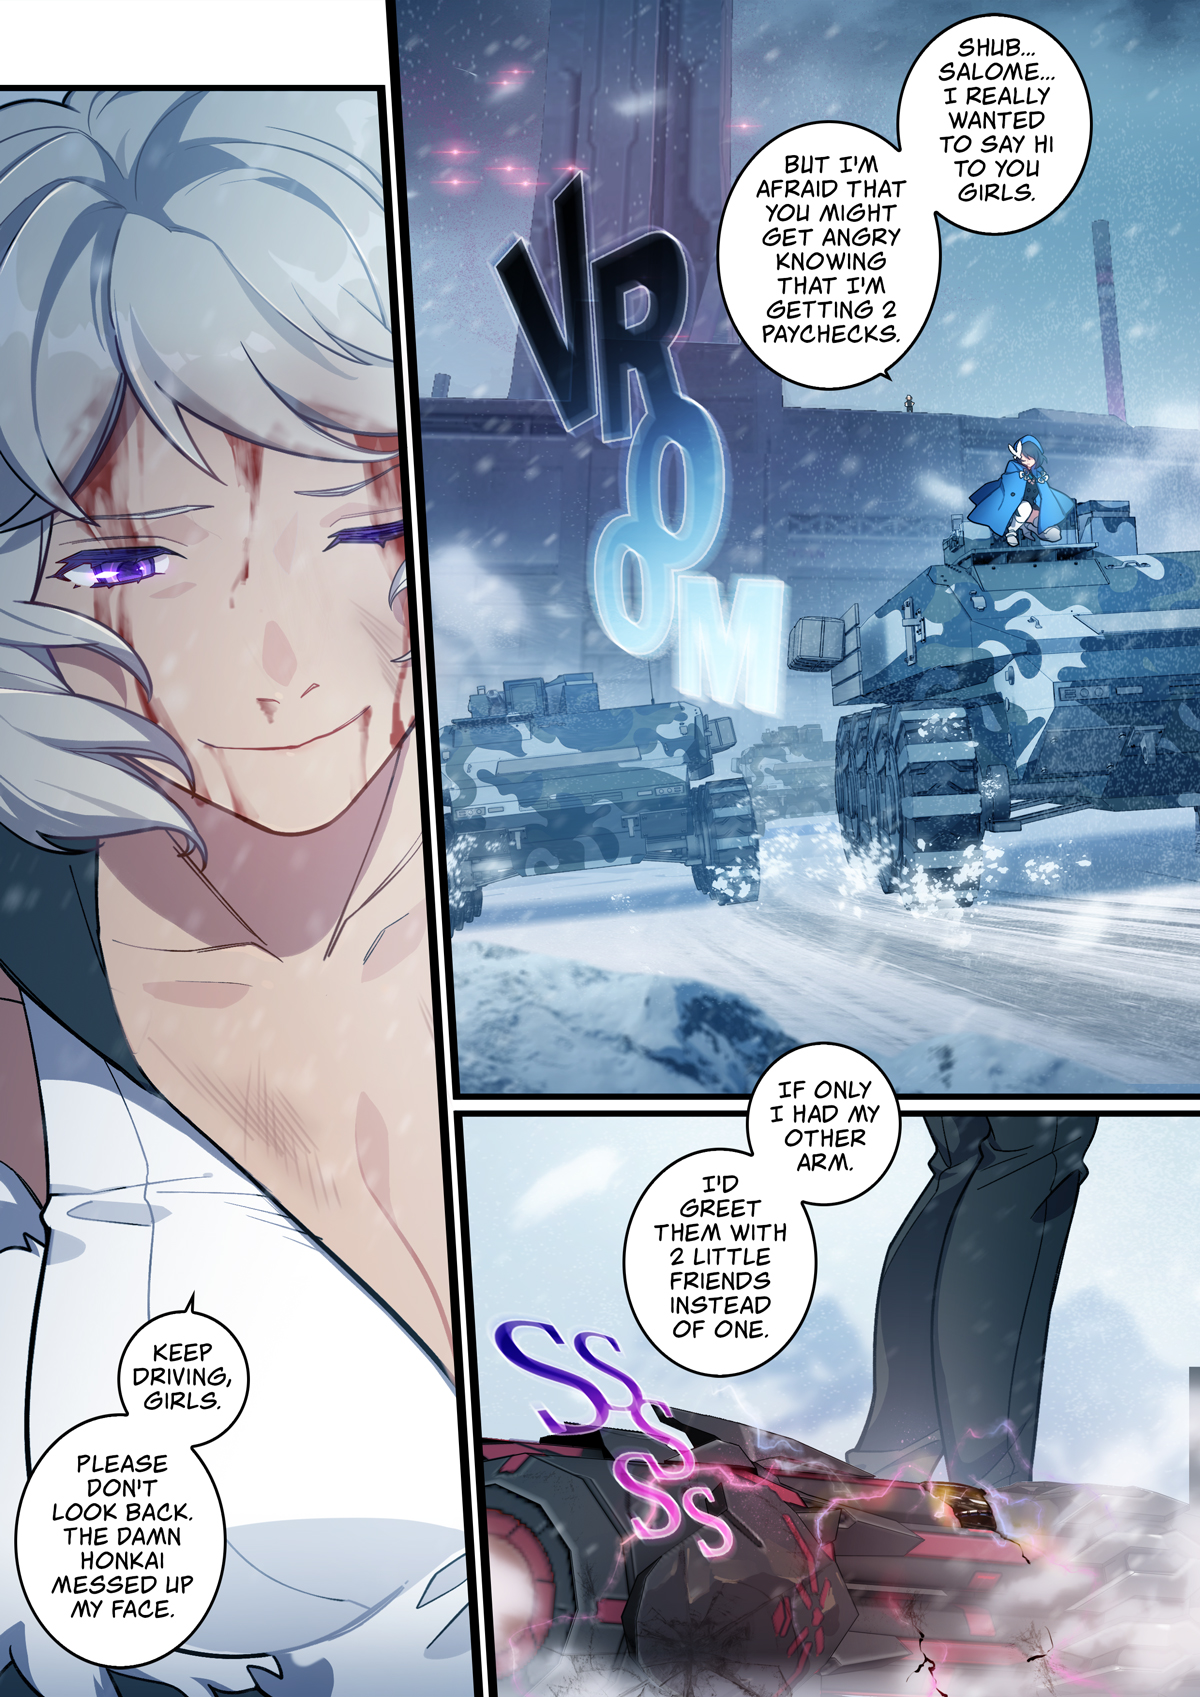 SHUB...
SALOME...
I REALLY
WANTED
TO SAY HI
TO YOU
GIRLS.
BUT I'M
AFRAID THAT
YOU MIGHT
GET ANGRY
KNOWING
THAT I'M
GETTING 2
PAYCHECKS.
VROOOM
IF ONLY
I HAD MY
OTHER
ARM.
I'D
GREET
THEM WITH
2 LITTLE
FRIENDS
INSTEAD
OF ONE.
SSSSS
KEEP
DRIVING,
GIRLS.
PLEASE
DON'T
LOOK BACK.
THE DAMN
HONKAI
MESSED UP
MY FACE.